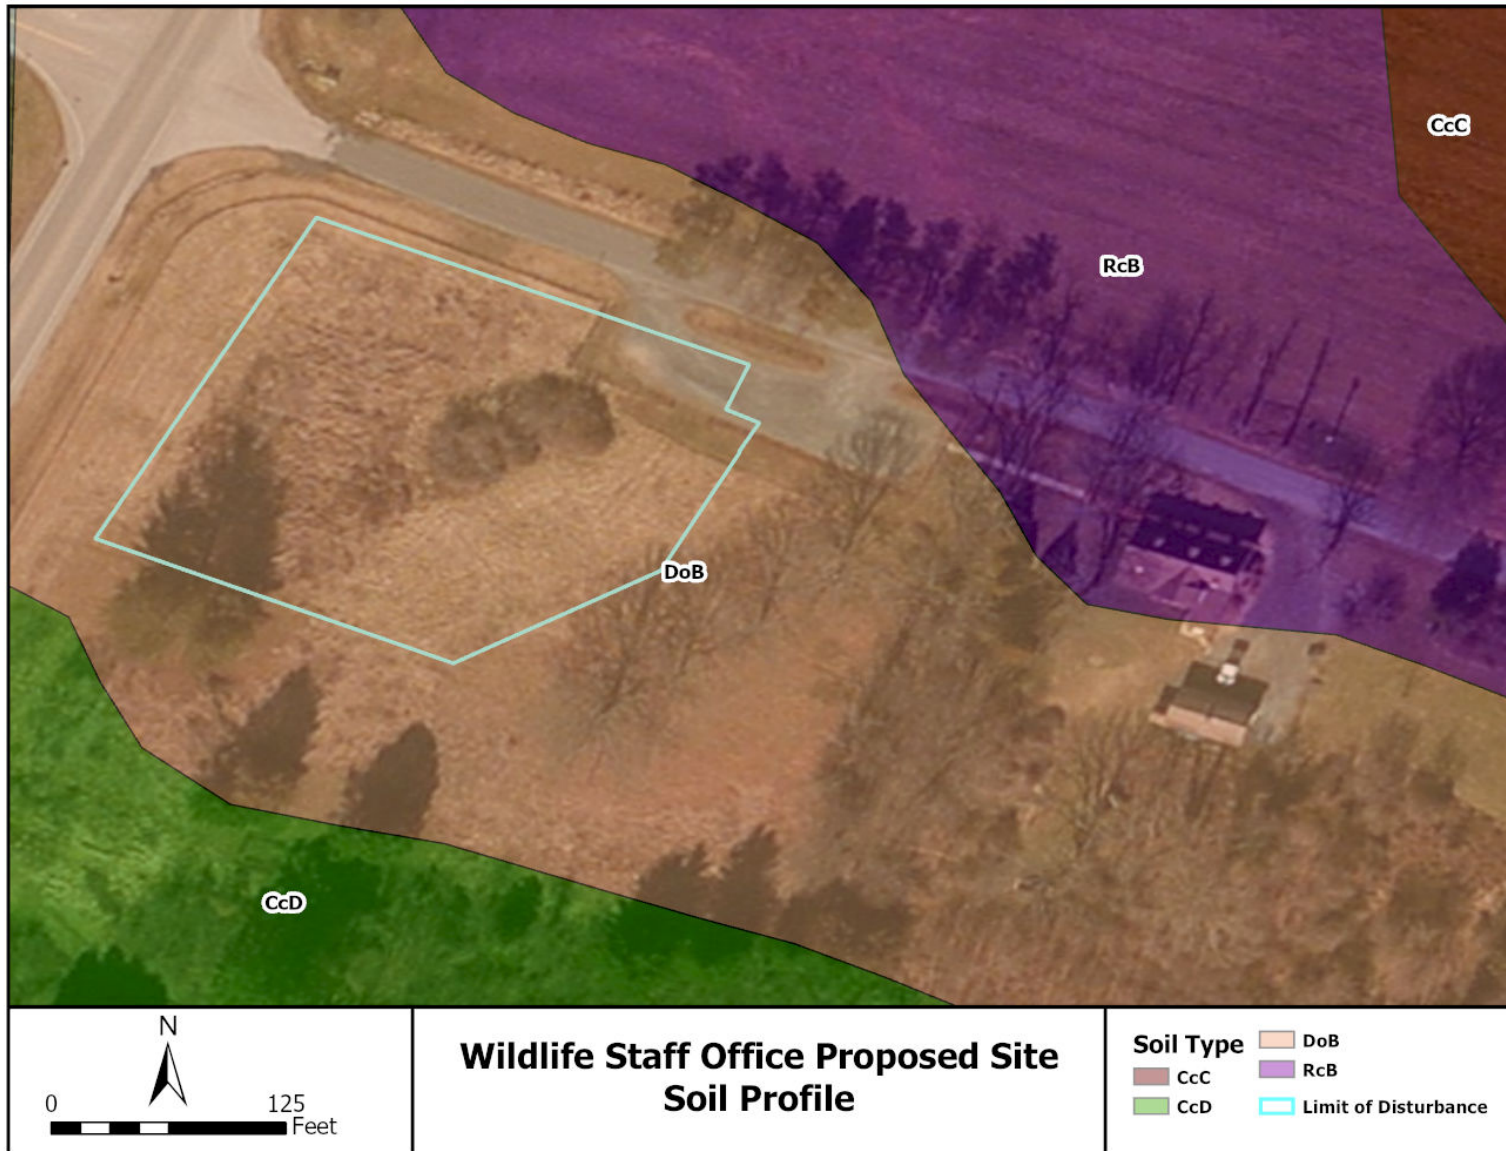 CcC
RcB
DoB
CcD
N
0 125
Feet
Wildlife Staff Office Proposed Site
Soil Profile
Soil Type
CcC
CcD
DoB
RcB
Limit of Disturbance